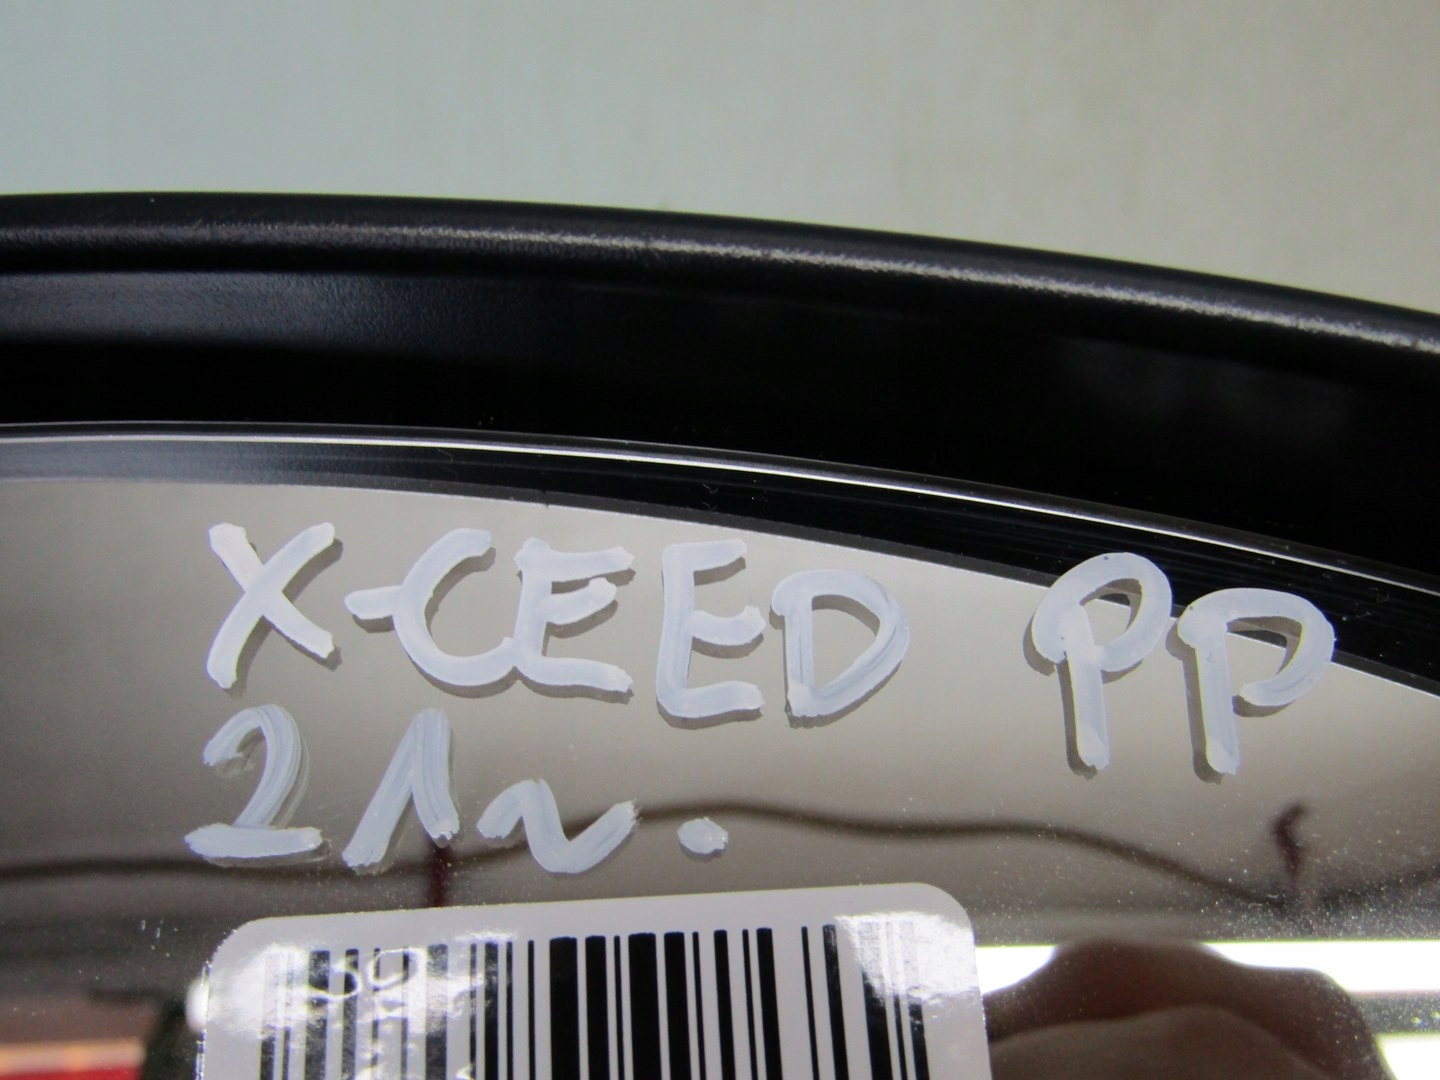 X-CEED PP
21r.